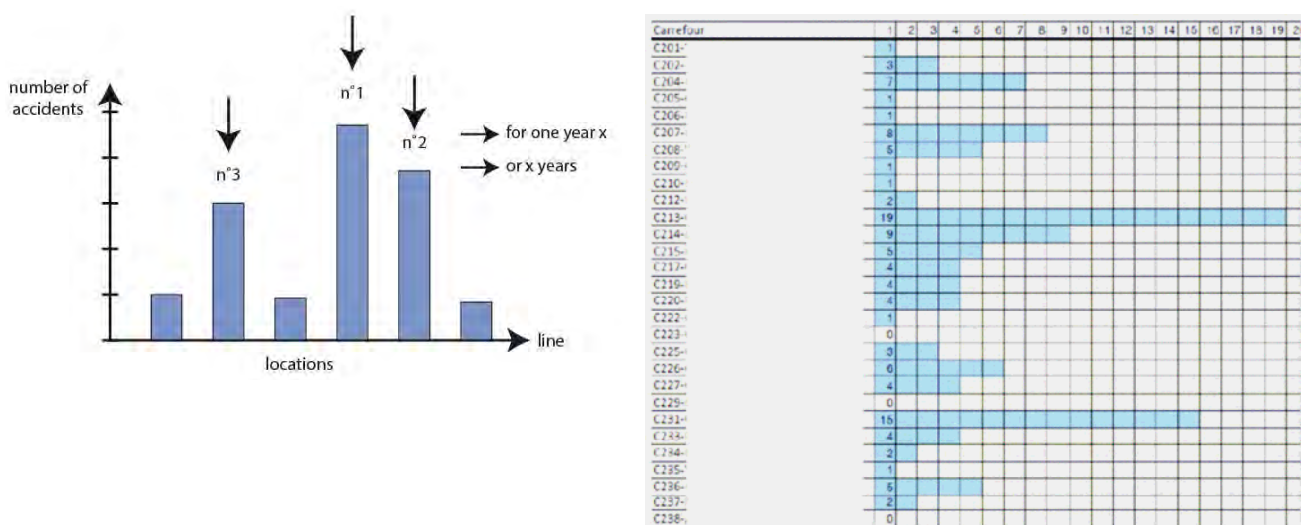 number of
accidents
n°1
n°2
n°3
for one year x
or x years
line
locations
Carrefour 1 2 3 4 5 6 7 8 9 10 11 12 13 14 15 16 17 18 19
C201- 1
C202- 3
C204- 7
C205- 1
C206- 1
C207- 8
C208- 5
C209- 1
C210- 1
C212- 2
C213- 19
C214- 9
C215- 5
C217- 4
C219- 4
C220- 4
C222- 1
C223- 0
C225- 3
C226- 6
C227- 4
C229- 0
C231- 15
C233- 4
C234- 2
C235- 1
C236- 5
C237- 2
C238- 0